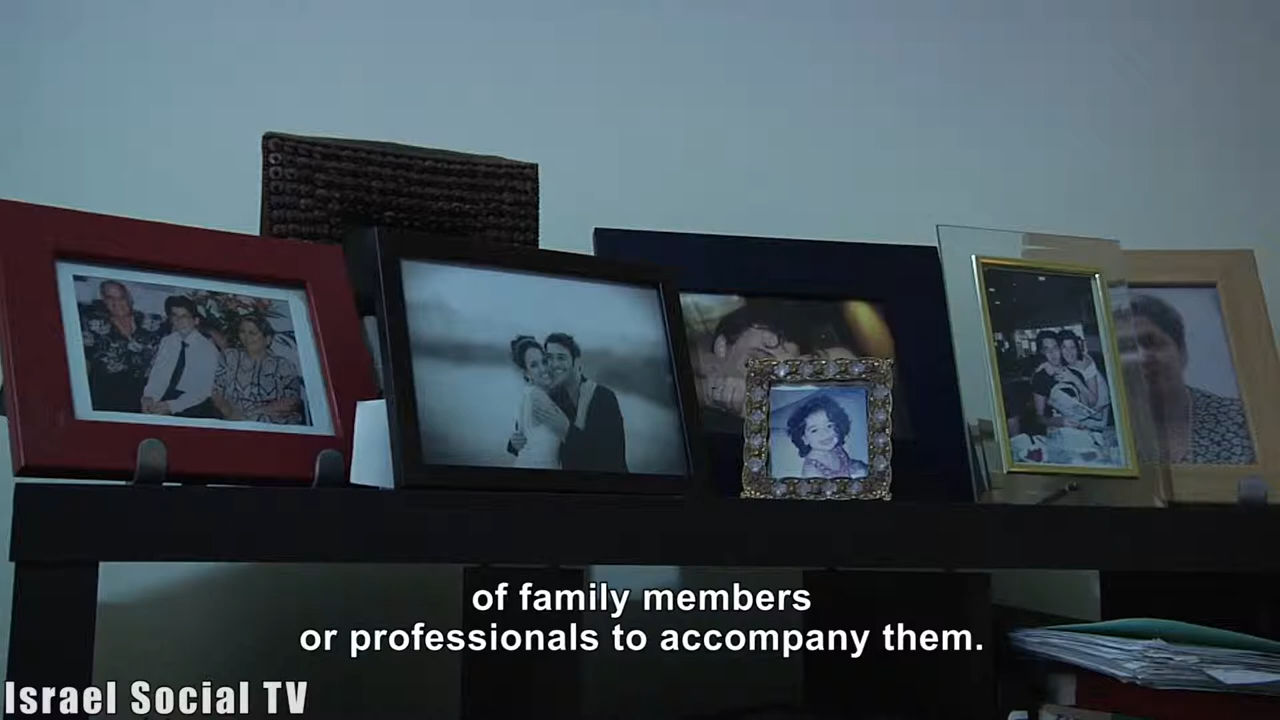 of family members
or professionals to accompany them.
Israel Social TV